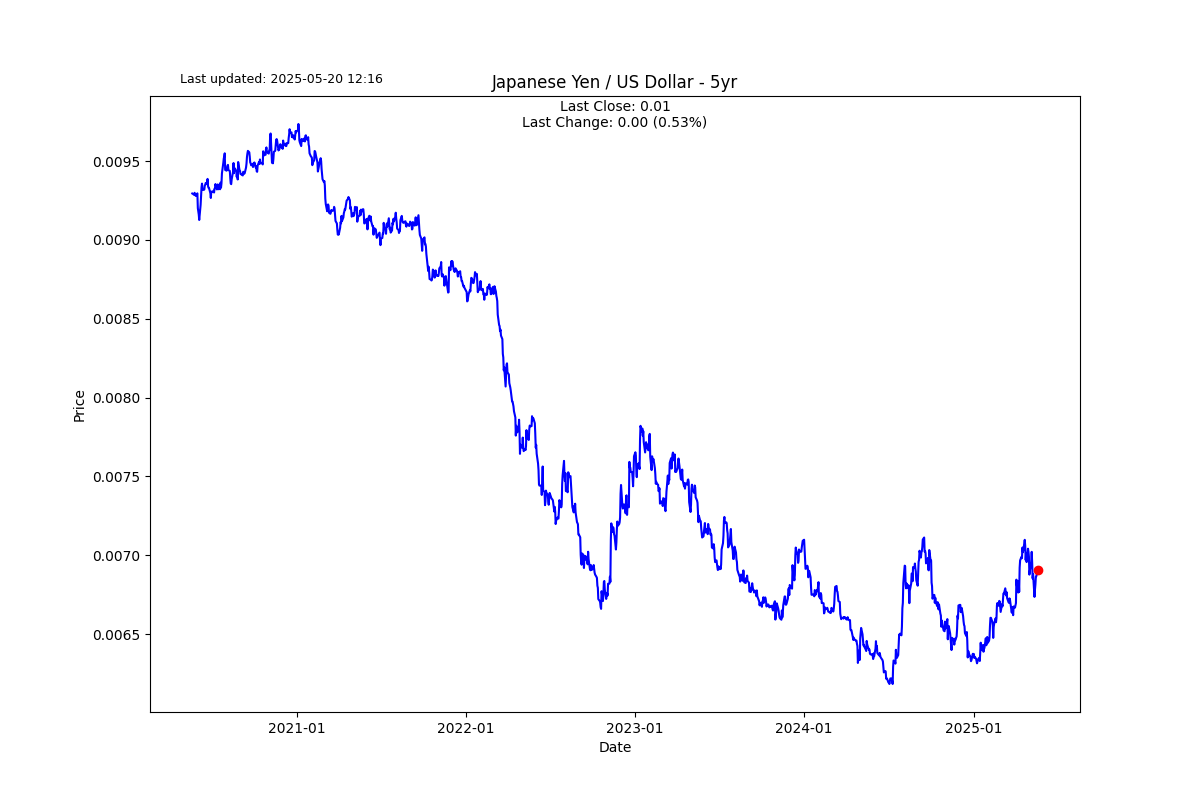 Last updated: 2025-05-20 12:16
Japanese Yen / US Dollar - 5yr
Last Close: 0.01
Last Change: 0.00 (0.53%)
Price
0.0095
0.0090
0.0085
0.0080
0.0075
0.0070
0.0065
2021-01 2022-01 2023-01 2024-01 2025-01
Date